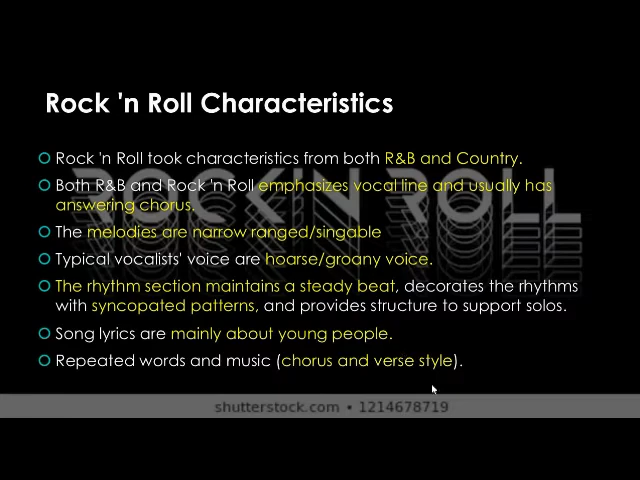 Rock 'n Roll Characteristics
Rock 'n Roll took characteristics from both R&B and Country.
Both R&B and Rock 'n Roll emphasizes vocal line and usually has
answering chorus.
The melodies are narrow ranged/singable
Typical vocalists' voice are hoarse/groany voice.
The rhythm section maintains a steady beat, decorates the rhythms
with syncopated patterns, and provides structure to support solos.
Song lyrics are mainly about young people.
Repeated words and music (chorus and verse style).
ROCK'N ROLL
shutterstock.com • 1214678719